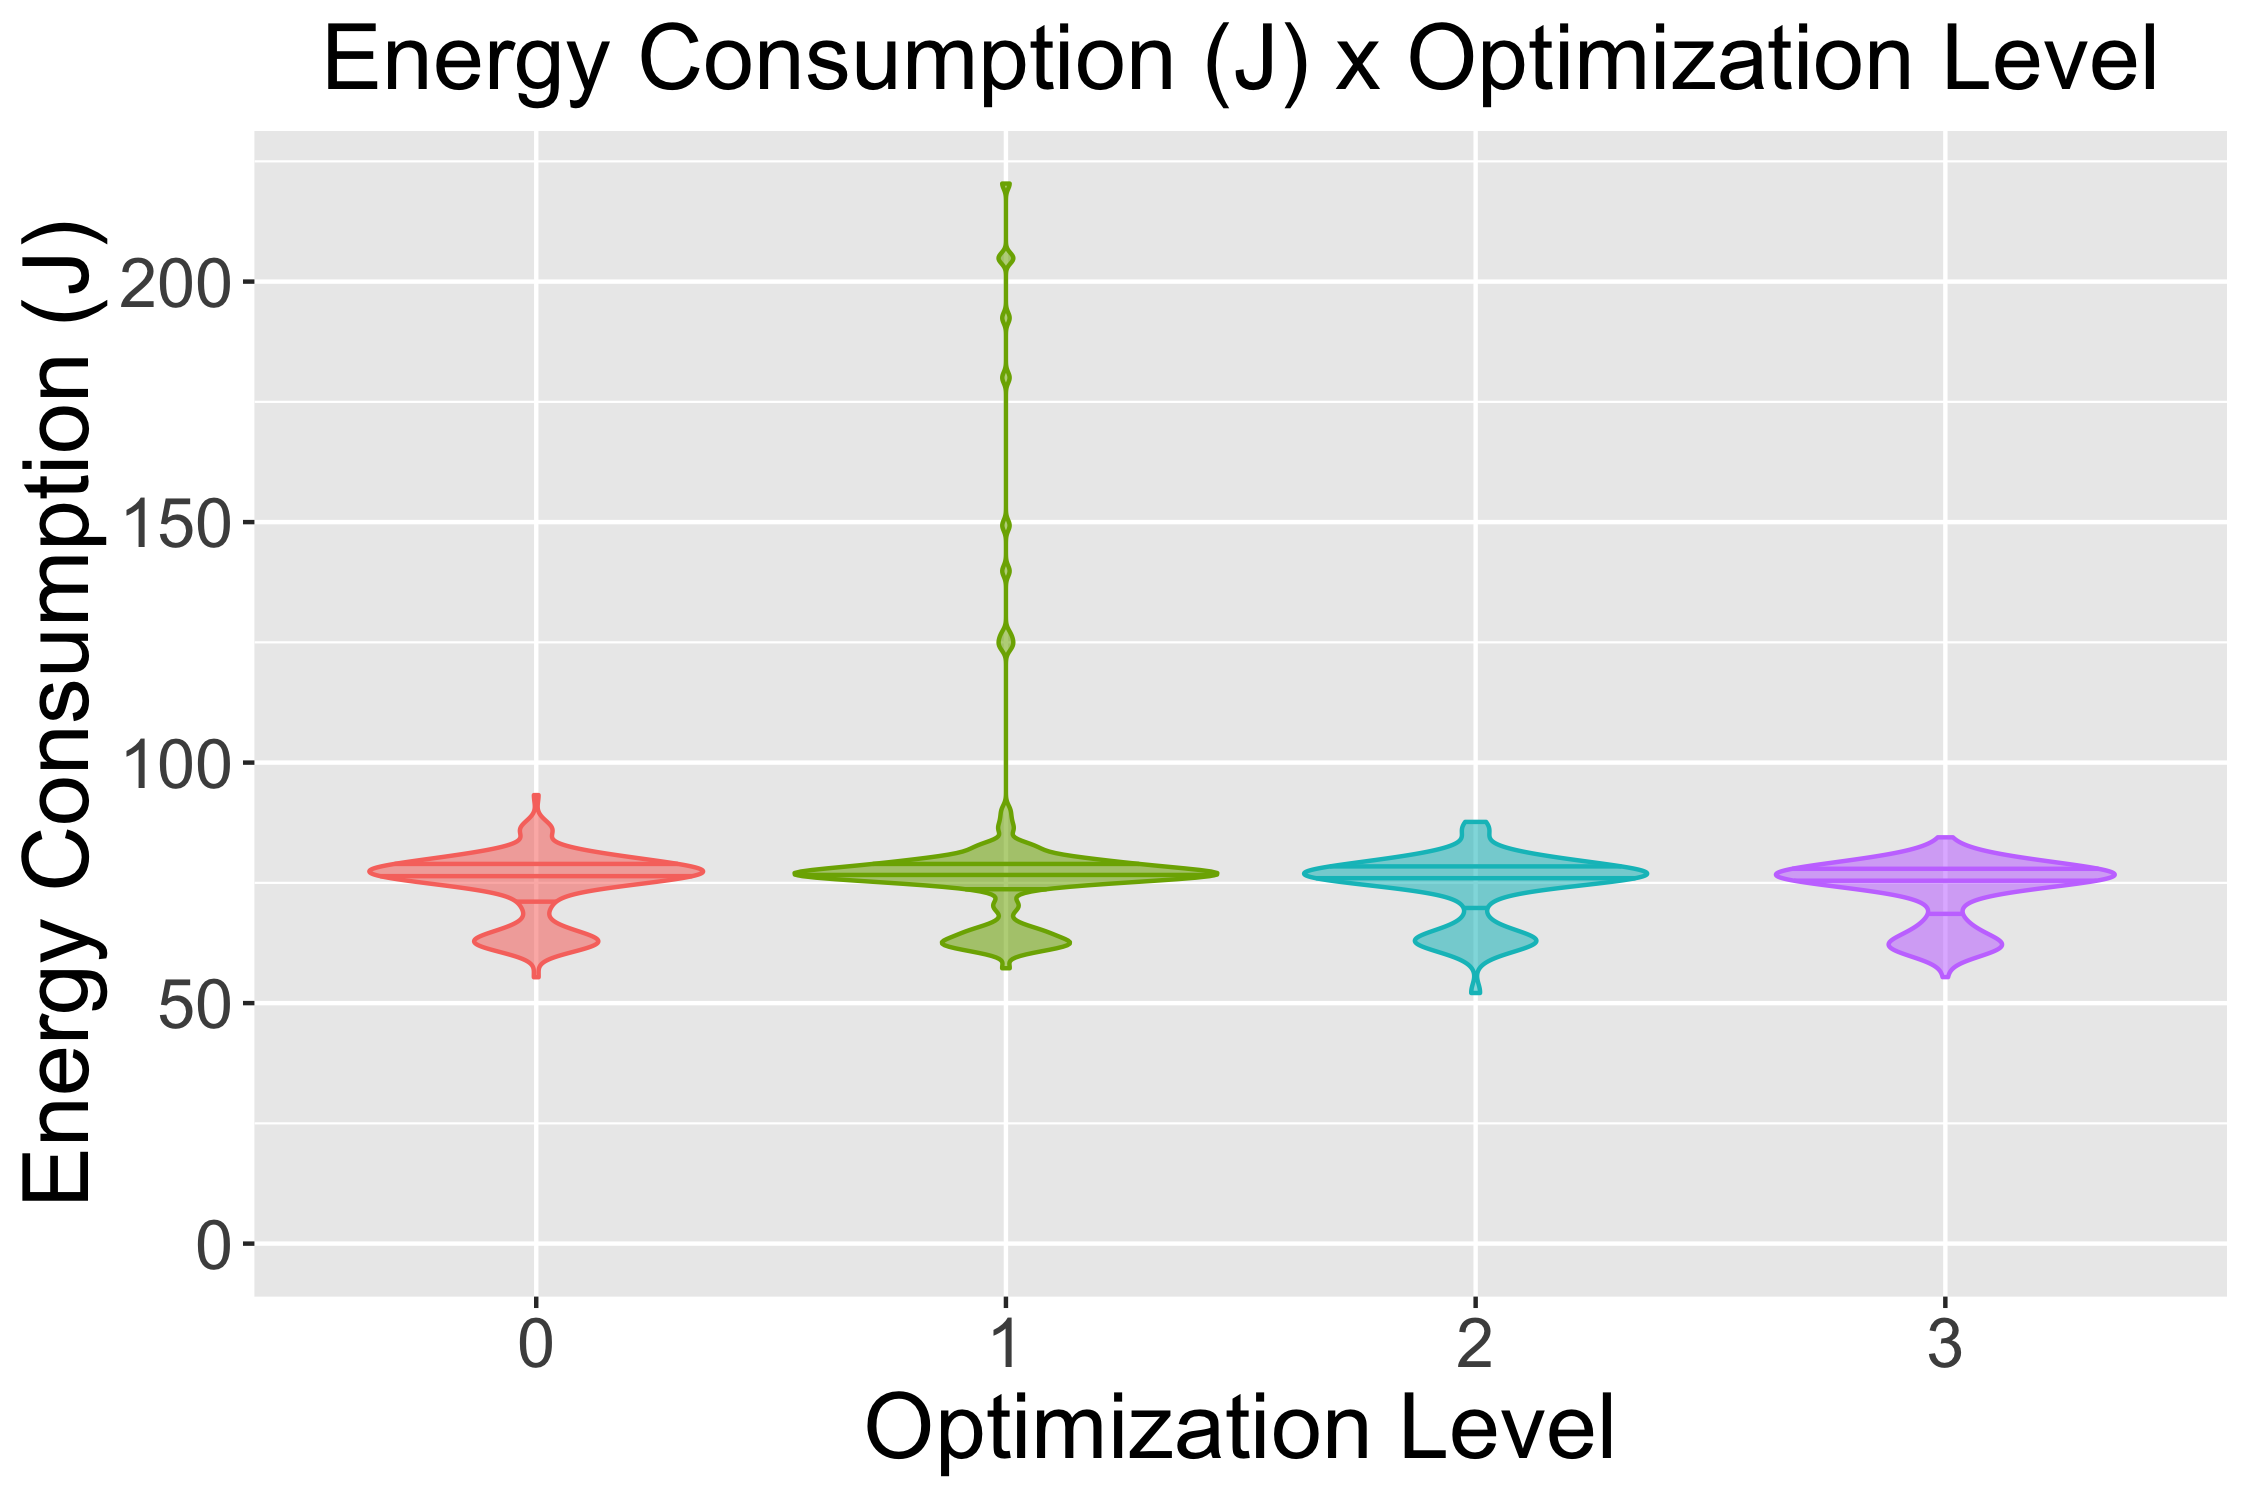 Energy Consumption (J) x Optimization Level
Energy Consumption (J)
200
150
100
50
0
0 1 2 3
Optimization Level